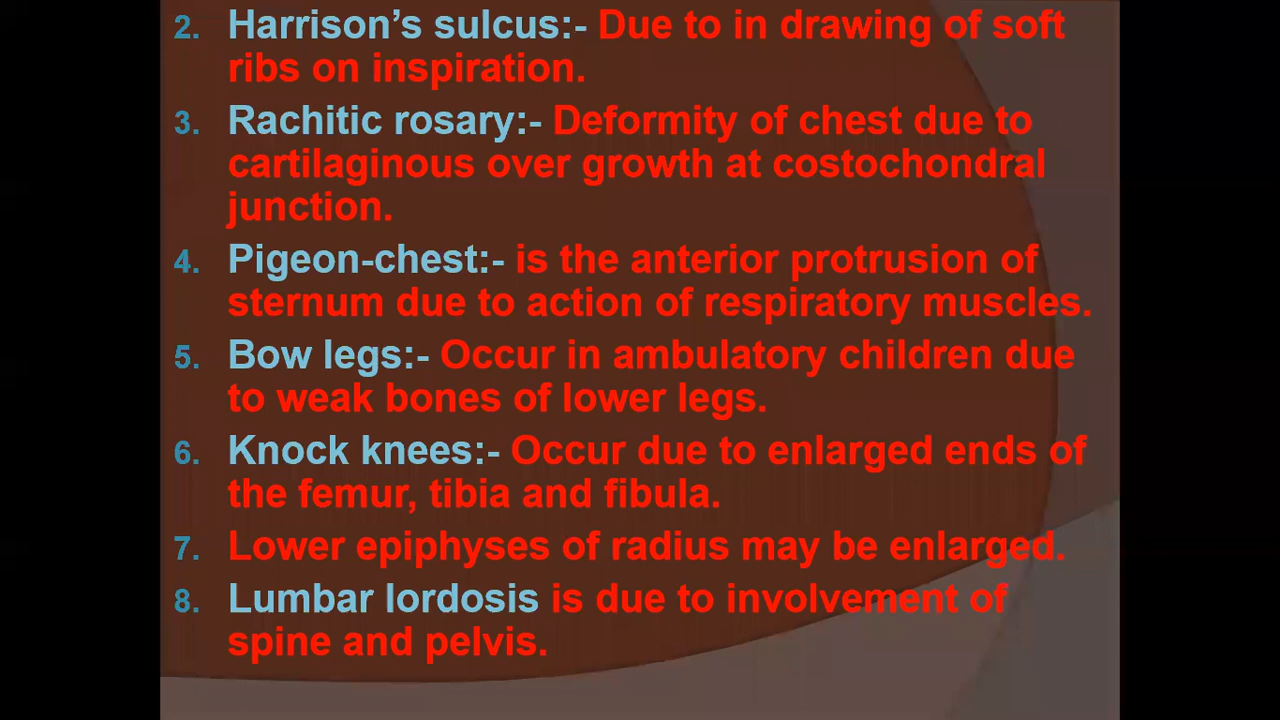 2. Harrison’s sulcus:- Due to in drawing of soft
ribs on inspiration.
3. Rachitic rosary:- Deformity of chest due to
cartilaginous over growth at costochondral
junction.
4. Pigeon-chest:- is the anterior protrusion of
sternum due to action of respiratory muscles.
5. Bow legs:- Occur in ambulatory children due
to weak bones of lower legs.
6. Knock knees:- Occur due to enlarged ends of
the femur, tibia and fibula.
7. Lower epiphyses of radius may be enlarged.
8. Lumbar lordosis is due to involvement of
spine and pelvis.